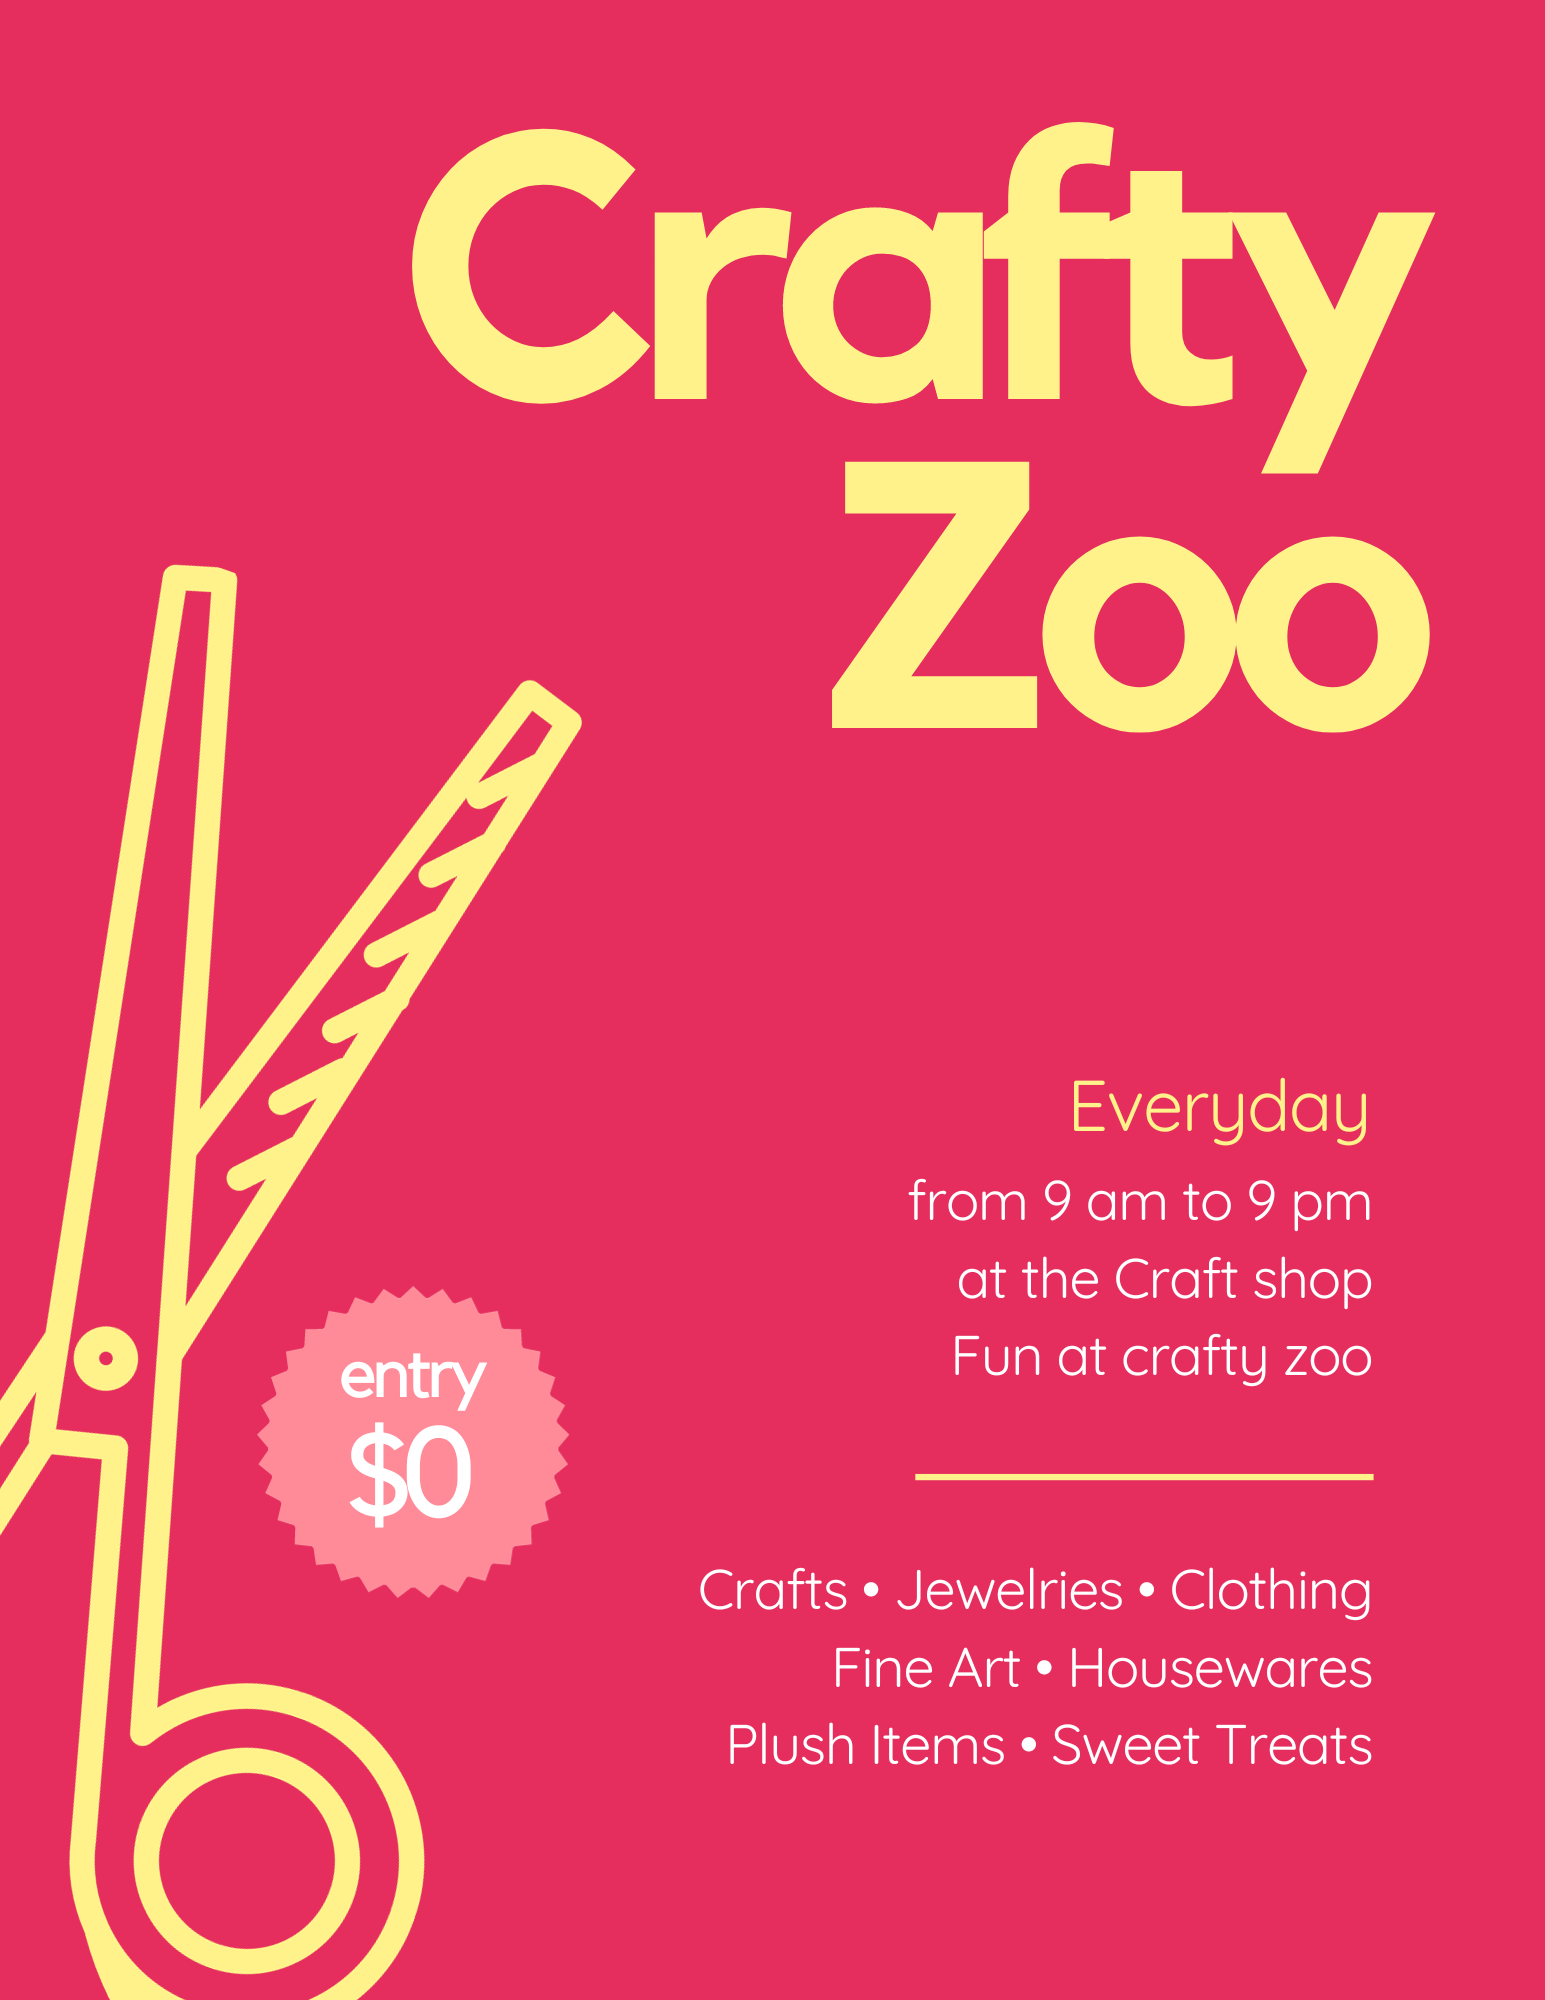 Crafty
Zoo
Everyday
from 9 am to 9 pm
at the Craft shop
Fun at crafty zoo
entry
$0
Crafts • Jewelries • Clothing
Fine Art • Housewares
Plush Items • Sweet Treats